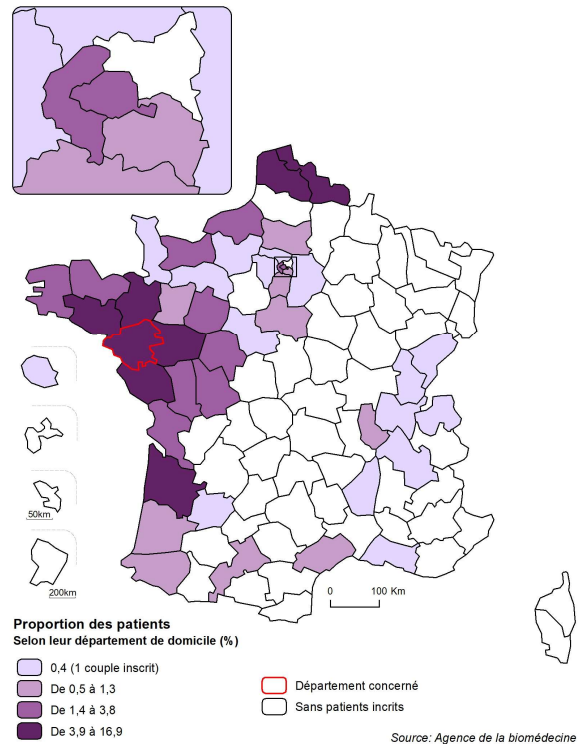 50km
200km
0 100 Km
Proportion des patients
Selon leur département de domicile (%)
0,4 (1 couple inscrit)
De 0,5 à 1,3
De 1,4 à 3,8
De 3,9 à 16,9
Département concerné
Sans patients incrits
Source: Agence de la biomédecine